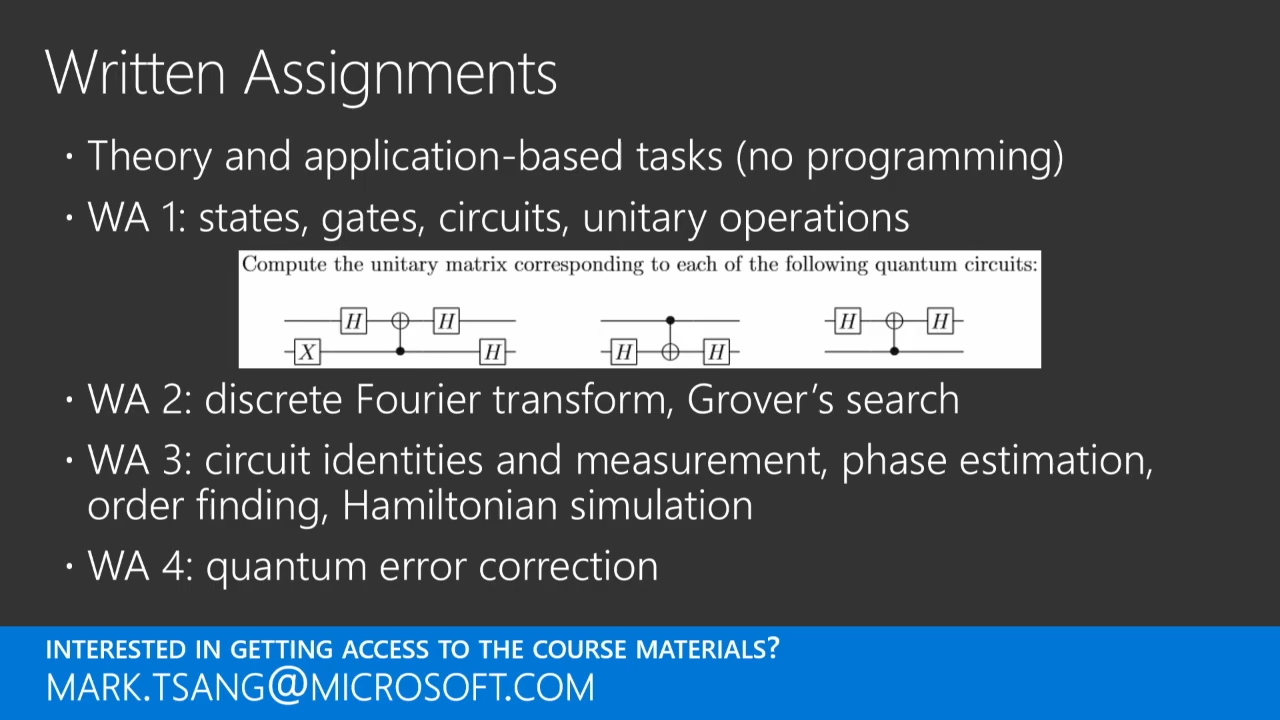 Written Assignments
· Theory and application-based tasks (no programming)
· WA 1: states, gates, circuits, unitary operations
Compute the unitary matrix corresponding to each of the following quantum circuits:
H H H H
X H H H
· WA 2: discrete Fourier transform, Grover's search
· WA 3: circuit identities and measurement, phase estimation,
order finding, Hamiltonian simulation
· WA 4: quantum error correction
INTERESTED IN GETTING ACCESS TO THE COURSE MATERIALS?
MARK.TSANG@MICROSOFT.COM